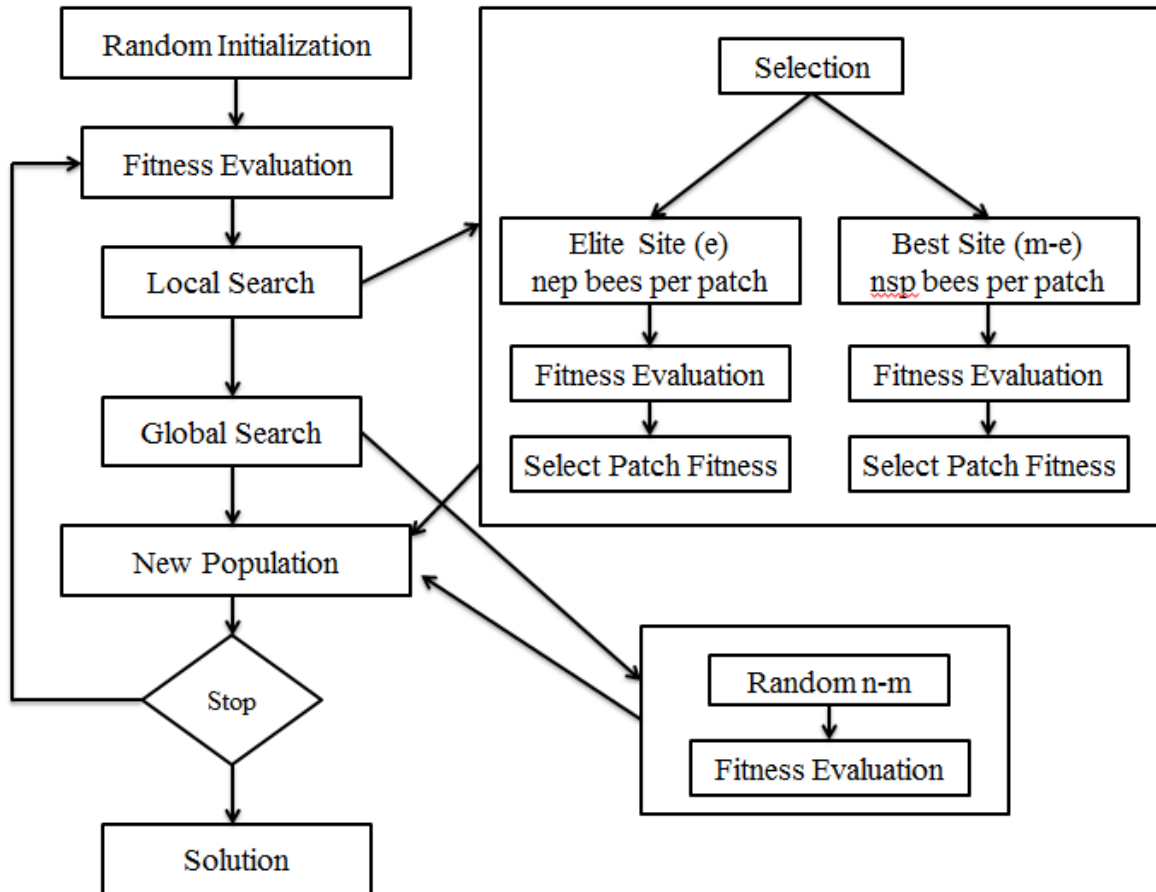 Random Initialization
Fitness Evaluation
Local Search
Global Search
New Population
Stop
Solution
Selection
Elite Site (e)
nep bees per patch
Fitness Evaluation
Select Patch Fitness
Best Site (m-e)
nsp bees per patch
Fitness Evaluation
Select Patch Fitness
Random n-m
Fitness Evaluation